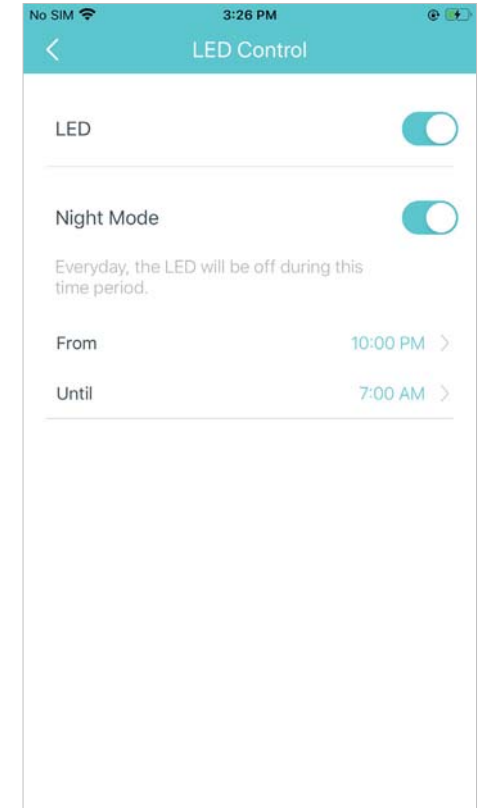 No SIM 3:26 PM
LED Control
LED
Night Mode
Everyday, the LED will be off during this
time period.
From 10:00 PM
Until 7:00 AM